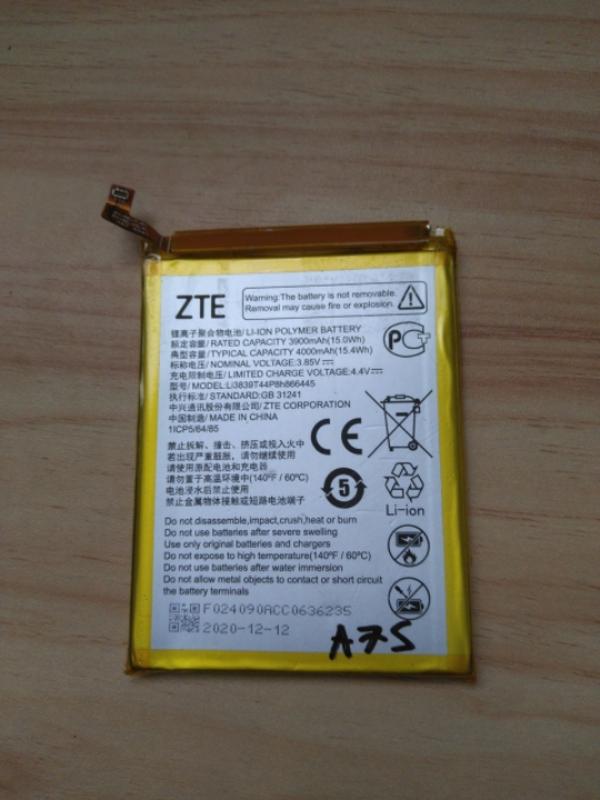 ZTE
Warning:The battery is not removable.
Removal may cause fire or explosion.
锂离子聚合物电池/ LI-ION POLYMER BATTERY
标定容量/ RATED CAPACITY 3900mAh(15.0Wh)
典型容量/ TYPICAL CAPACITY 4000mAh(15.4Wh)
标称电压/ NOMINAL VOLTAGE:3.85V⎓
充电限制电压/ LIMITED CHARGE VOLTAGE:4.4V⎓
型号/ MODEL:Li3839T44P8h866445
执行标准/ STANDARD:GB 31241
中兴通讯股份有限公司/ ZTE CORPORATION
中国制造/ MADE IN CHINA
1ICP5/64/85
禁止拆解、撞击、挤压或投入火中
若出现严重鼓胀,请勿继续使用
请使用原配电池和充电器
请勿置于高温环境中(140ºF / 60ºC)
电池浸水后禁止使用
禁止金属物体接触或短路电池端子
PC
CE
5
Li-ion
Do not disassemble,impact,crush,heat or burn
Do not use batteries after severe swelling
Use only original batteries and chargers
Do not expose to high temperature(140ºF / 60ºC)
Do not use batteries after water immersion
Do not allow metal objects to contact or short circuit
the battery terminals
F024090ACC0636235
2020-12-12
A7S